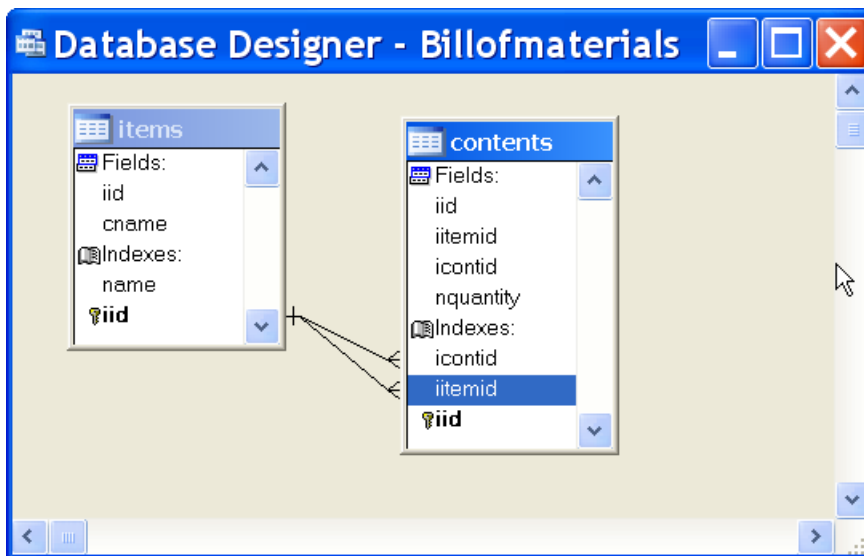 Database Designer - Billofmaterials
items
Fields:
iid
cname
Indexes:
name
iid
contents
Fields:
iid
iitemid
icontid
nquantity
Indexes:
icontid
iitemid
iid